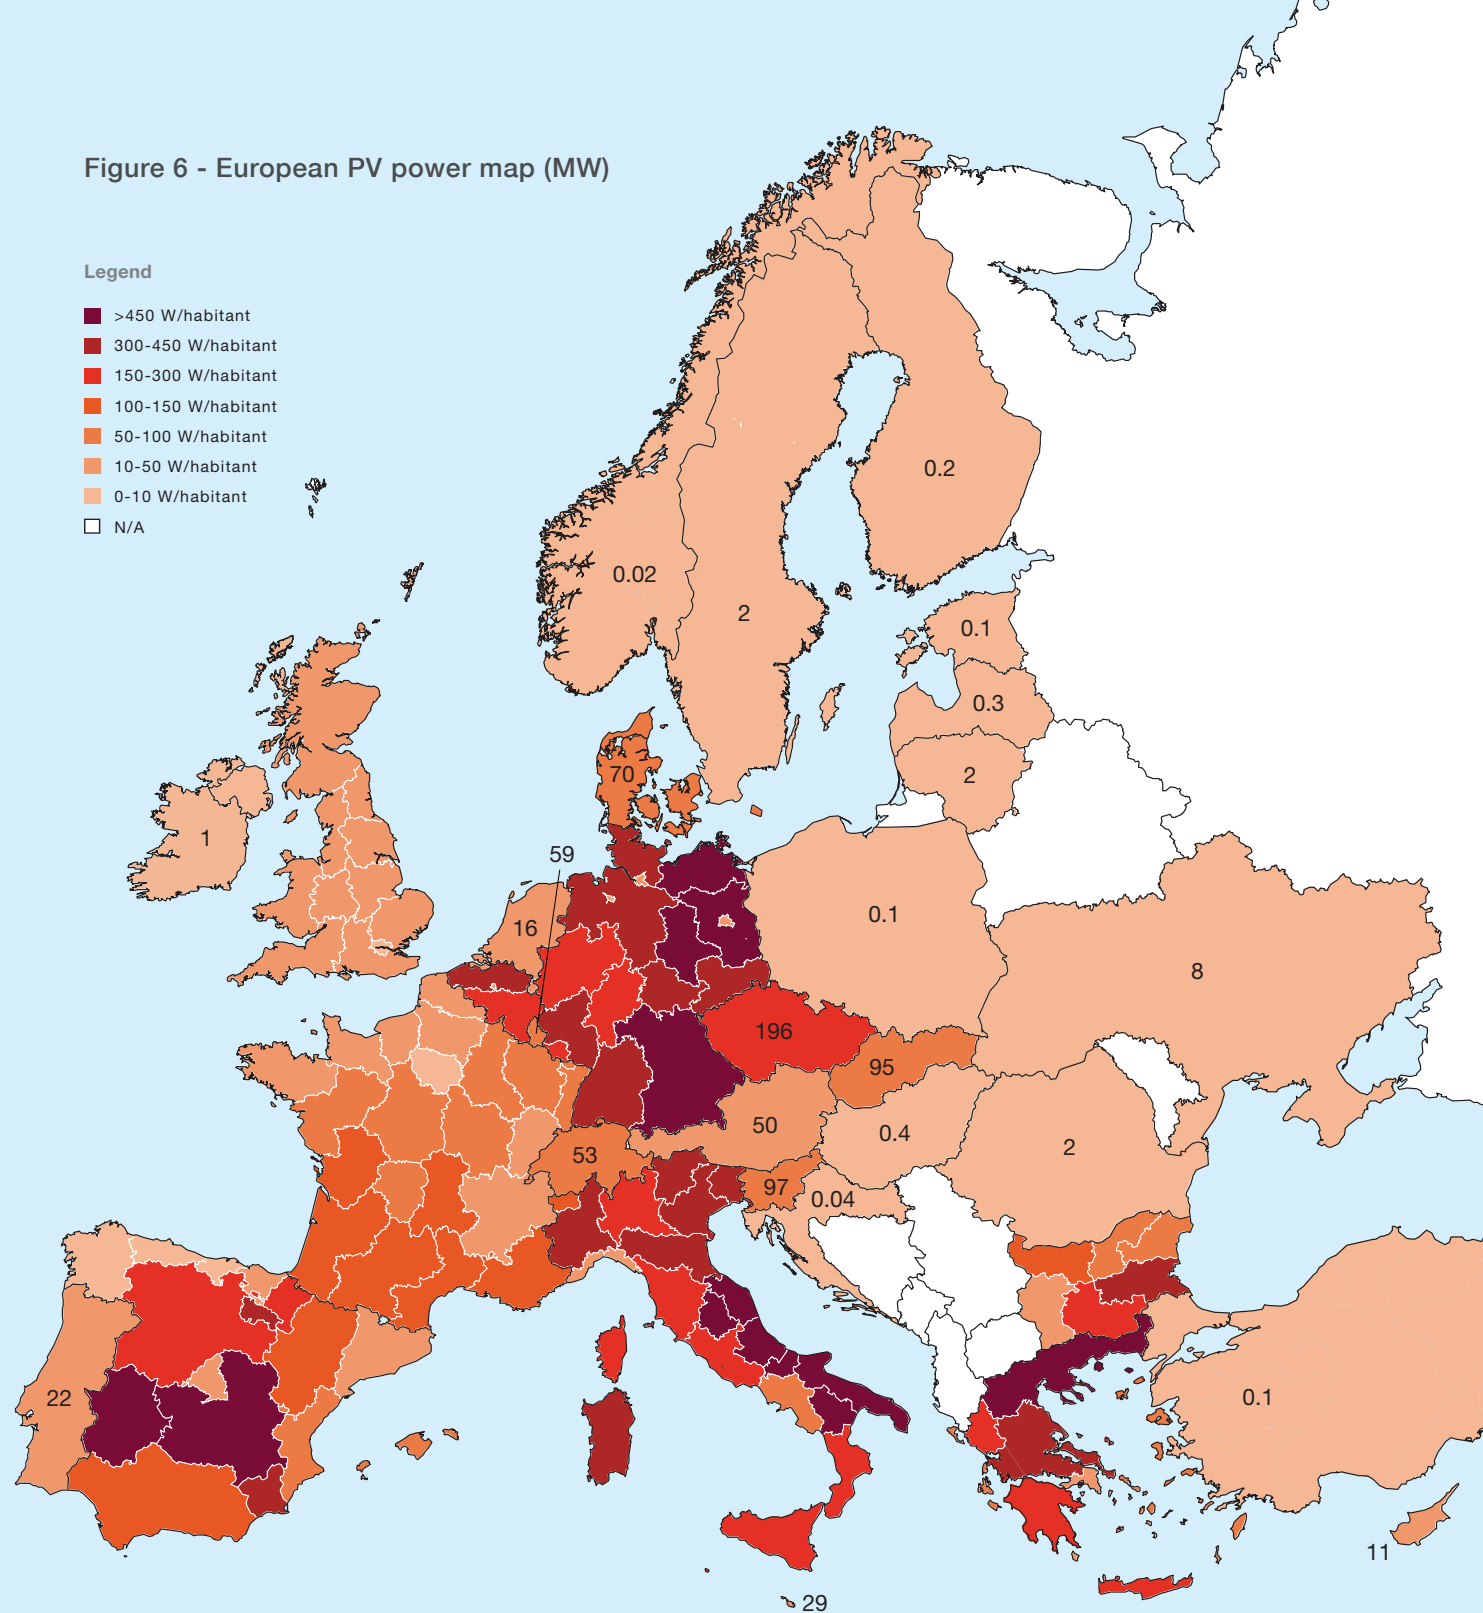 Figure 6 - European PV power map (MW)
Legend
>450 W/habitant
300-450 W/habitant
150-300 W/habitant
100-150 W/habitant
50-100 W/habitant
10-50 W/habitant
0-10 W/habitant
N/A
0.2
0.02
2
0.1
0.3
70
2
1
59
0.1
16
8
196
95
50
0.4
2
53
97
0.04
22
0.1
11
29